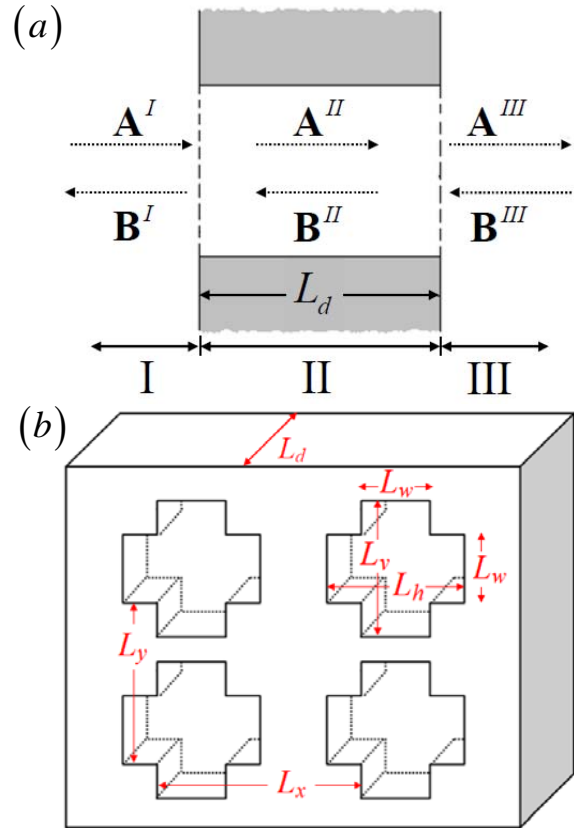 (a)
A^I A^II A^III
B^I B^II B^III
L_d
I II III
(b)
L_d
L_w
L_v
L_w
L_h
L_y
L_x